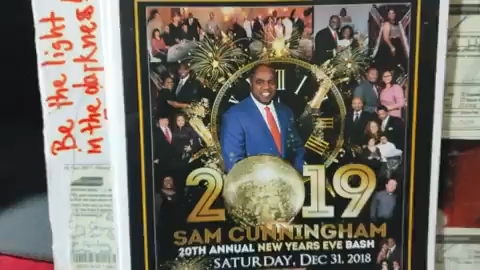 Be the light
in the darkness!
2019
SAM CUNNINGHAM
20TH ANNUAL NEW YEARS EVE BASH
SATURDAY, DEC 31, 2018